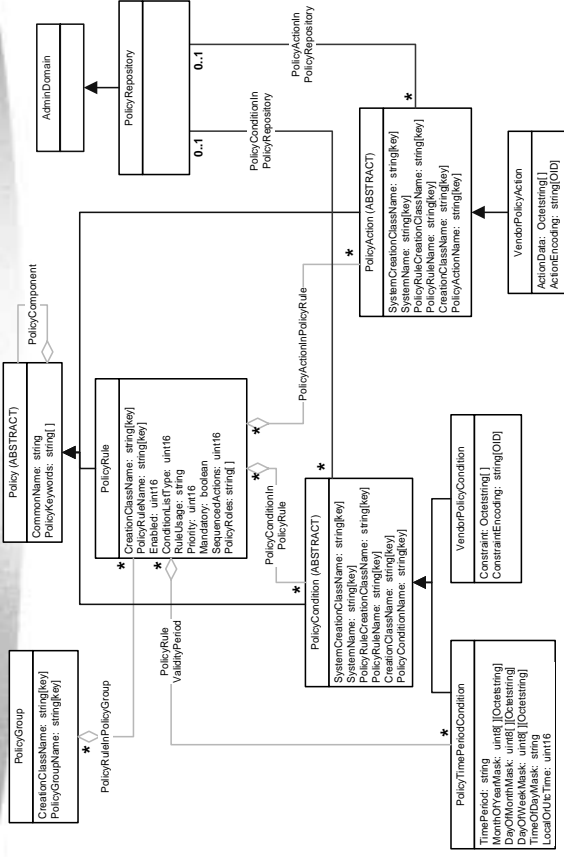 PolicyGroup
CreationClassName: string[key]
PolicyGroupName: string[key]
*
PolicyRuleInPolicyGroup
Policy (ABSTRACT)
CommonName: string
PolicyKeywords: string[ ]
PolicyComponent
AdminDomain
PolicyRepository
0..1
0..1
PolicyRule
CreationClassName: string[key]
PolicyRuleName: string[key]
Enabled: uint16
ConditionListType: uint16
RuleUsage: string
Priority: uint16
Mandatory: boolean
SequencedActions: uint16
PolicyRoles: string[ ]
*
*
*
*
PolicyRule
ValidityPeriod
PolicyConditionIn
PolicyRule
PolicyActionInPolicyRule
PolicyConditionIn
PolicyRepository
PolicyActionIn
PolicyRepository
*
*
*
*
PolicyCondition (ABSTRACT)
SystemCreationClassName: string[key]
SystemName: string[key]
PolicyRuleCreationClassName: string[key]
PolicyRuleName: string[key]
CreationClassName: string[key]
PolicyConditionName: string[key]
PolicyAction (ABSTRACT)
SystemCreationClassName: string[key]
SystemName: string[key]
PolicyRuleCreationClassName: string[key]
PolicyRuleName: string[key]
CreationClassName: string[key]
PolicyActionName: string[key]
*
PolicyTimePeriodCondition
TimePeriod: string
MonthOfYearMask: uint8[ ][Octetstring]
DayOfMonthMask: uint8[ ][Octetstring]
DayOfWeekMask: uint8[ ][Octetstring]
TimeOfDayMask: string
LocalOrUtcTime: uint16
VendorPolicyCondition
Constraint: Octetstring[ ]
ConstraintEncoding: string[OID]
VendorPolicyAction
ActionData: Octetstring[ ]
ActionEncoding: string[OID]